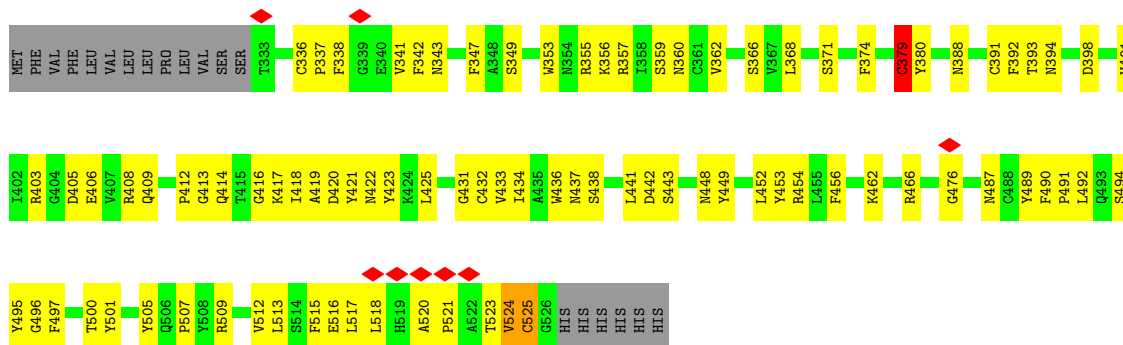 MET PHE VAL PHE LEU VAL LEU LEU PRO LEU VAL SER SER T333 C336 P337 F338 G339 E340 V341 F342 N343 F347 A348 S349 W353 N354 R355 K356 R357 I358 S359 N360 C361 V362 S366 V367 L368 S371 F374 C379 Y380 N388 C391 F392 T393 N394 D398
I402 R403 G404 D405 E406 V407 R408 Q409 P412 G413 Q414 T415 G416 K417 I418 A419 D420 Y421 N422 Y423 K424 L425 G431 C432 V433 I434 A435 W436 N437 S438 L441 D442 S443 N448 Y449 L452 Y453 R454 L455 F456 K462 R466 G476 N487 C488 Y489 F490 P491 L492 Q493 S494
Y495 G496 F497 T500 Y501 Y505 Q506 P507 Y508 R509 V512 L513 S514 F515 E516 L517 L518 H519 A520 P521 A522 T523 V524 C525 G526 HIS HIS HIS HIS HIS HIS